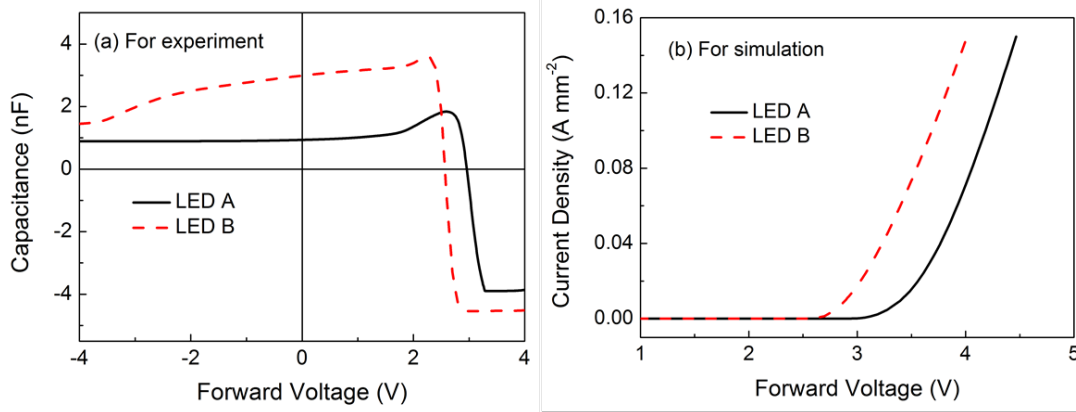 (a) For experiment
Capacitance (nF)
4
2
0
-2
-4
LED A
LED B
-4
-2
0
2
4
Forward Voltage (V)
(b) For simulation
Current Density (A mm-2)
0.16
0.12
0.08
0.04
0.00
LED A
LED B
1
2
3
4
5
Forward Voltage (V)